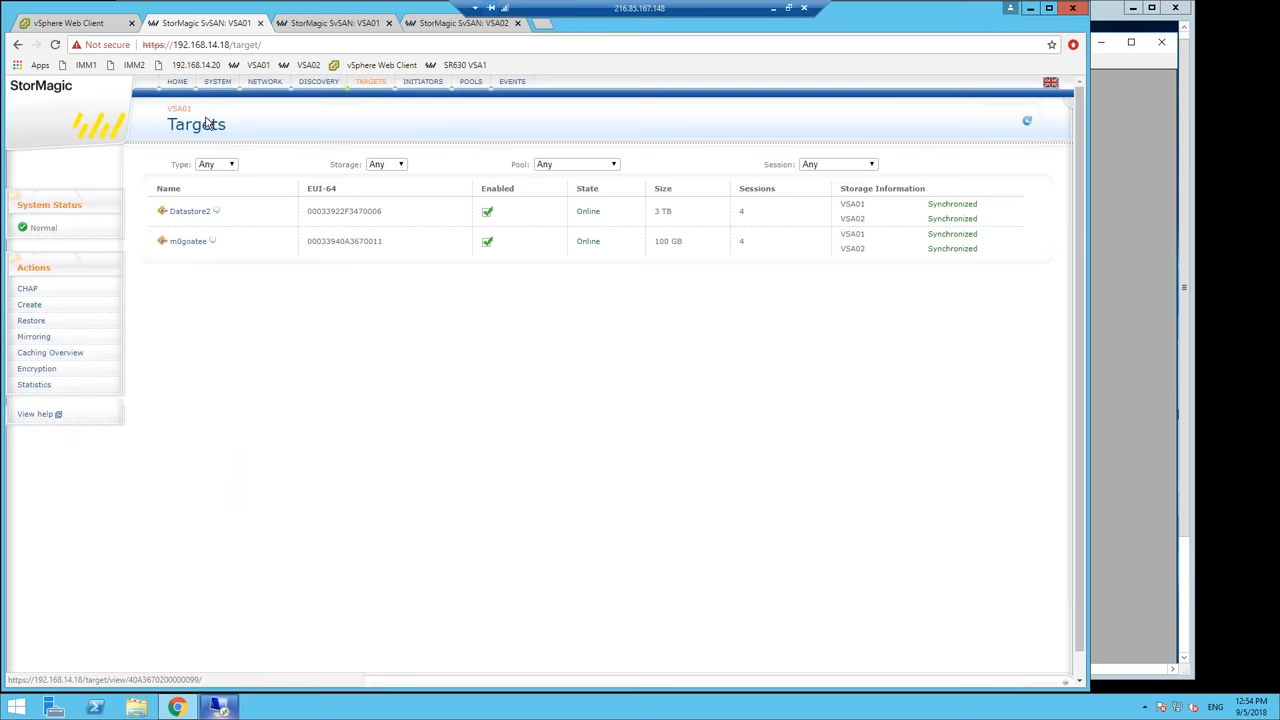 216.85.167.148
vSphere Web Client
StorMagic SvSAN: VSA01
StorMagic SvSAN: VSA01
StorMagic SvSAN: VSA02
Not secure
https://192.168.14.18/target/
Apps
IMM1
IMM2
192.168.14.20
VSA01
VSA02
vSphere Web Client
SR630 VSA1
StorMagic
HOME
SYSTEM
NETWORK
DISCOVERY
TARGETS
INITIATORS
POOLS
EVENTS
VSA01
Targets
Type: Any
Storage: Any
Pool: Any
Session: Any
Name EUI-64 Enabled State Size Sessions Storage Information
Datastore2 00033922F3470006 Online 3 TB 4 VSA01 Synchronized
VSA02 Synchronized
m0goatee 00033940A3670011 Online 100 GB 4 VSA01 Synchronized
VSA02 Synchronized
System Status
Normal
Actions
CHAP
Create
Restore
Mirroring
Caching Overview
Encryption
Statistics
View help
https://192.168.14.18/target/view/40A3670200000099/
ENG
12:54 PM
9/5/2018